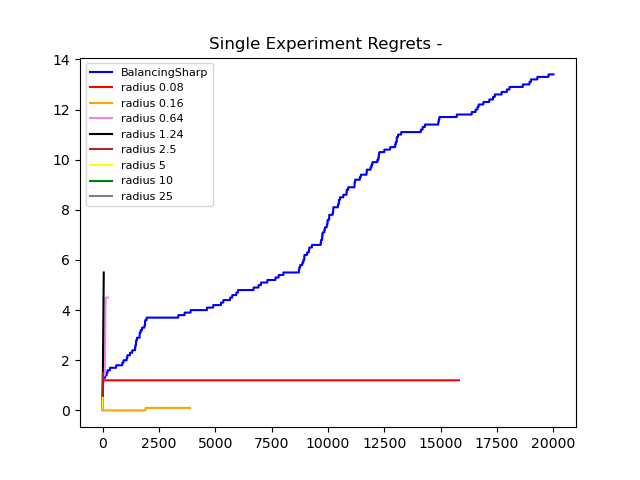 Single Experiment Regrets -
14
12
10
8
6
4
2
0
BalancingSharp
radius 0.08
radius 0.16
radius 0.64
radius 1.24
radius 2.5
radius 5
radius 10
radius 25
0 2500 5000 7500 10000 12500 15000 17500 20000